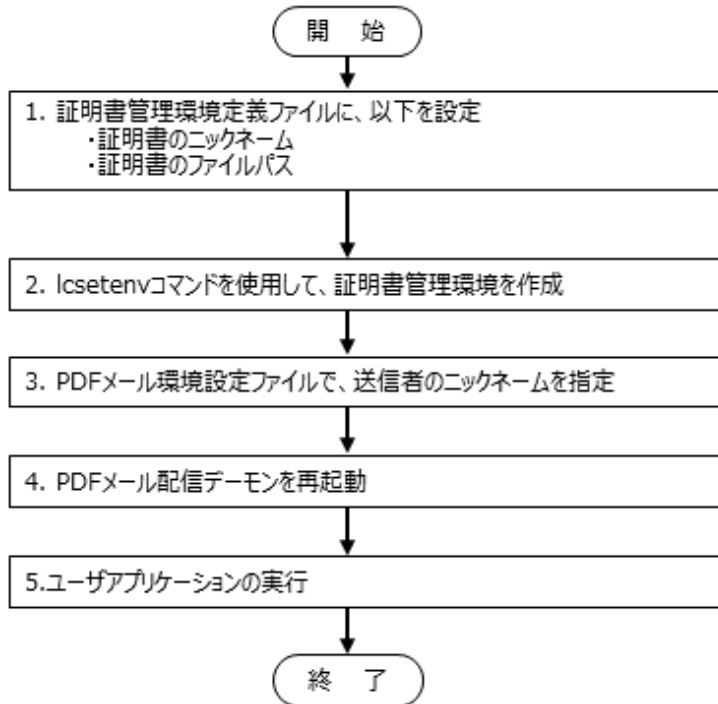 開　始
1. 証明書管理環境定義ファイルに、以下を設定
・証明書のニックネーム
・証明書のファイルパス
2. lcsetenvコマンドを使用して、証明書管理環境を作成
3. PDFメール環境設定ファイルで、送信者のニックネームを指定
4. PDFメール配信デーモンを再起動
5.ユーザアプリケーションの実行
終　了